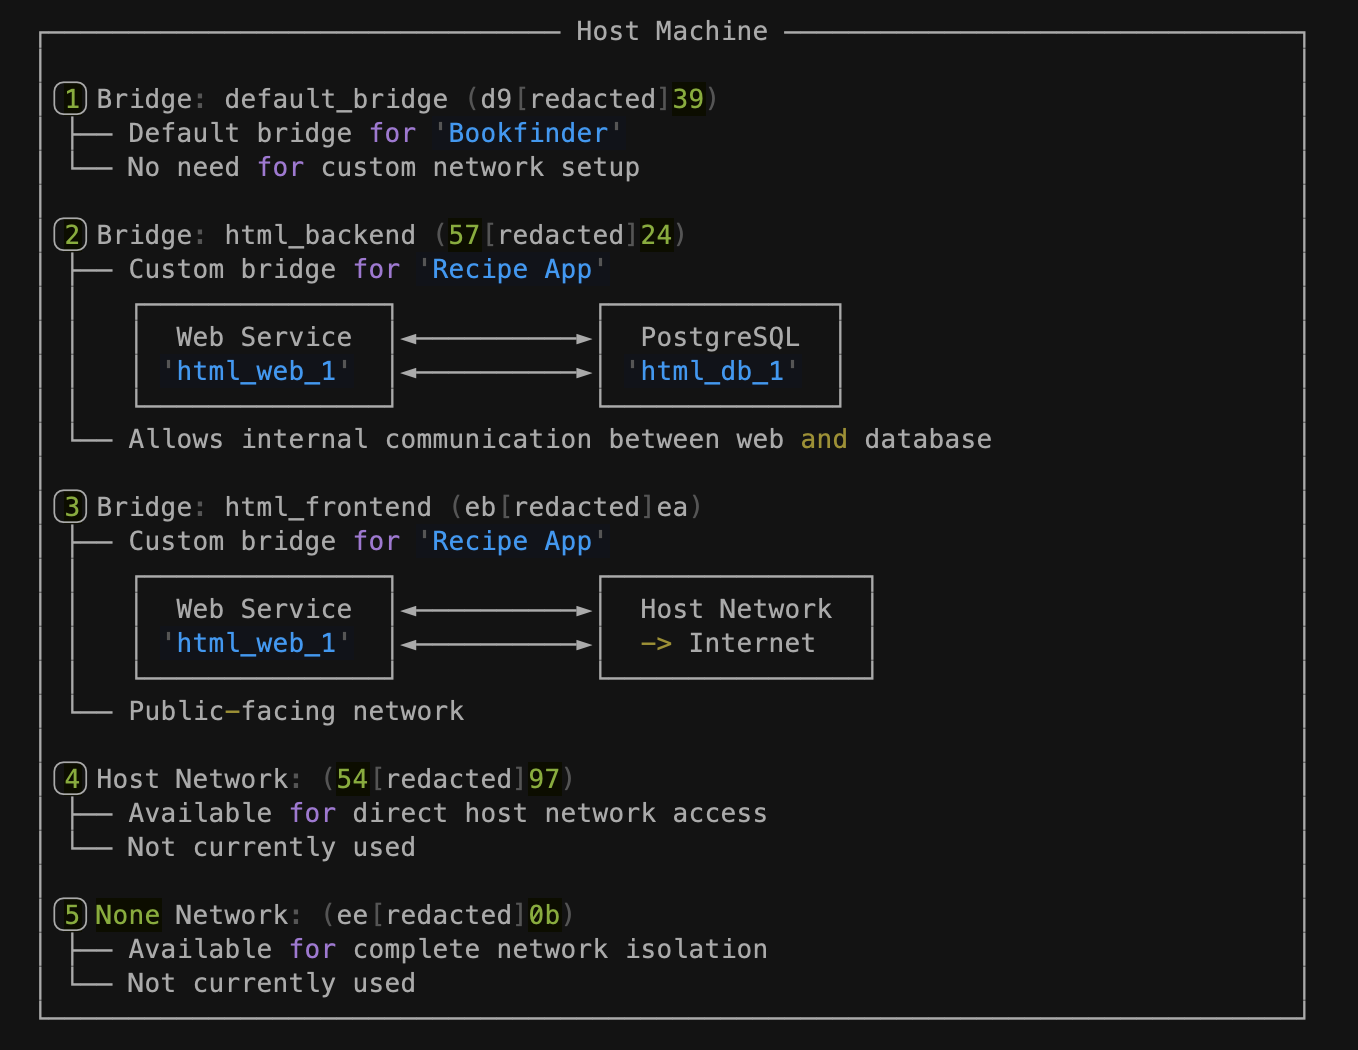 Host Machine
1 Bridge: default_bridge (d9[redacted]39)
Default bridge for 'Bookfinder'
No need for custom network setup
2 Bridge: html_backend (57[redacted]24)
Custom bridge for 'Recipe App'
Web Service PostgreSQL
'html_web_1' 'html_db_1'
Allows internal communication between web and database
3 Bridge: html_frontend (eb[redacted]ea)
Custom bridge for 'Recipe App'
Web Service Host Network
'html_web_1' -> Internet
Public-facing network
4 Host Network: (54[redacted]97)
Available for direct host network access
Not currently used
5 None Network: (ee[redacted]0b)
Available for complete network isolation
Not currently used